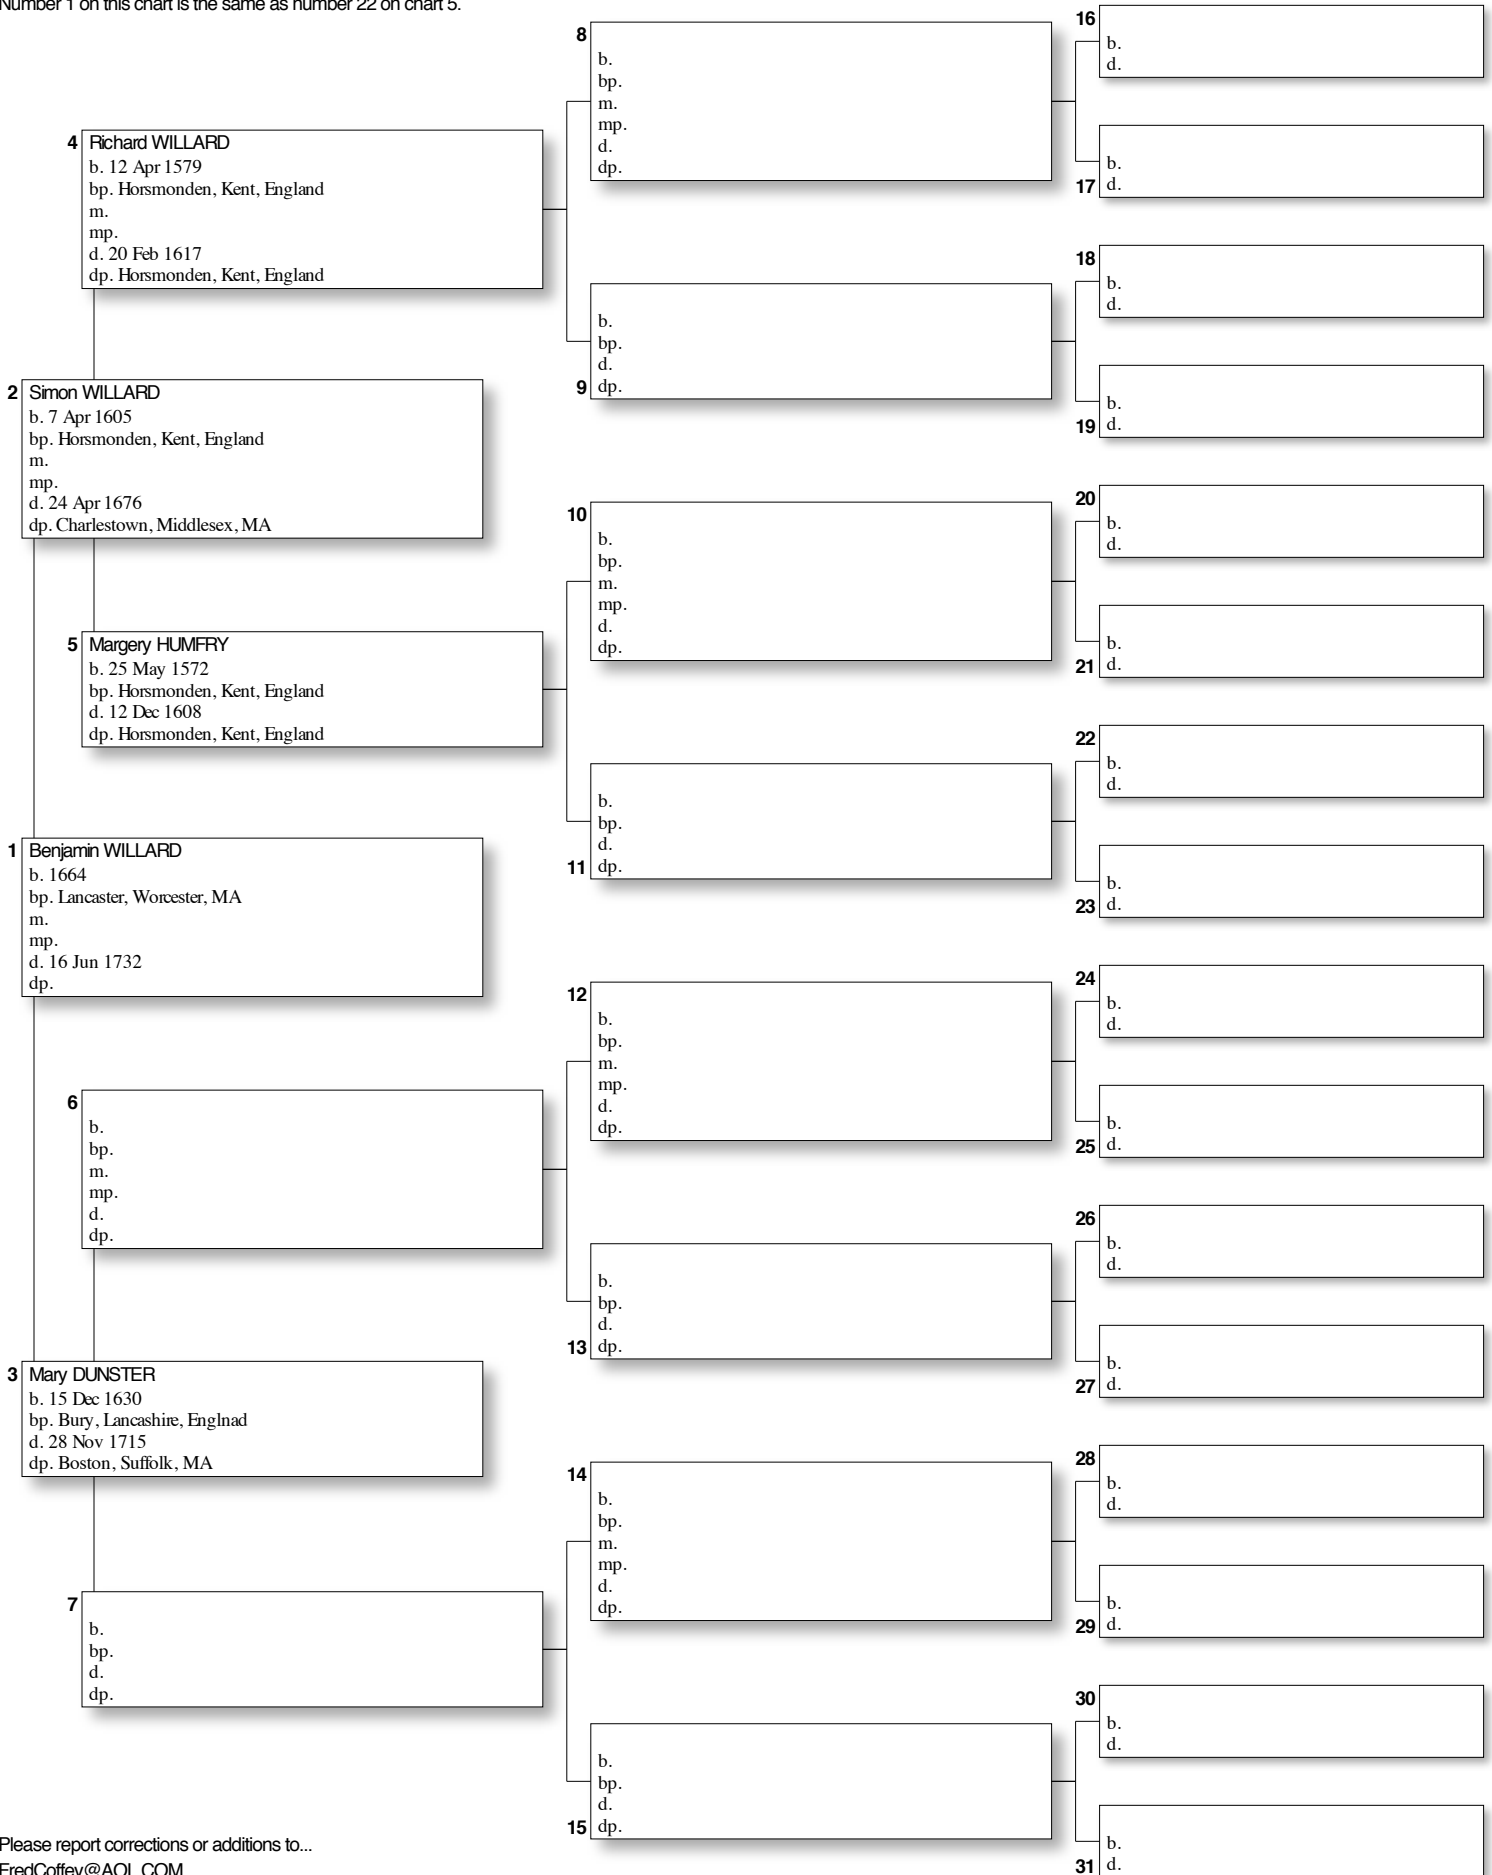 Number 1 on this chart is the same as number 22 on chart 5.
2 Simon WILLARD
b. 7 Apr 1605
bp. Horsmonden, Kent, England
m.
mp.
d. 24 Apr 1676
dp. Charlestown, Middlesex, MA
1 Benjamin WILLARD
b. 1664
bp. Lancaster, Worcester, MA
m.
mp.
d. 16 Jun 1732
dp.
3 Mary DUNSTER
b. 15 Dec 1630
bp. Bury, Lancashire, Englnad
d. 28 Nov 1715
dp. Boston, Suffolk, MA
4 Richard WILLARD
b. 12 Apr 1579
bp. Horsmonden, Kent, England
m.
mp.
d. 20 Feb 1617
dp. Horsmonden, Kent, England
5 Margery HUMFRY
b. 25 May 1572
bp. Horsmonden, Kent, England
d. 12 Dec 1608
dp. Horsmonden, Kent, England
6
b.
bp.
m.
mp.
d.
dp.
7
b.
bp.
d.
dp.
8
b.
bp.
m.
mp.
d.
dp.
b.
bp.
d.
9 dp.
10
b.
bp.
m.
mp.
d.
dp.
b.
bp.
d.
11 dp.
12
b.
bp.
m.
mp.
d.
dp.
b.
bp.
d.
13 dp.
14
b.
bp.
m.
mp.
d.
dp.
b.
bp.
d.
15 dp.
16
b.
d.
b.
17 d.
18
b.
d.
b.
19 d.
20
b.
d.
b.
21 d.
22
b.
d.
b.
23 d.
24
b.
d.
b.
25 d.
26
b.
d.
b.
27 d.
28
b.
d.
b.
29 d.
30
b.
d.
b.
31 d.
Please report corrections or additions to...
FredCoffey@AOL.COM